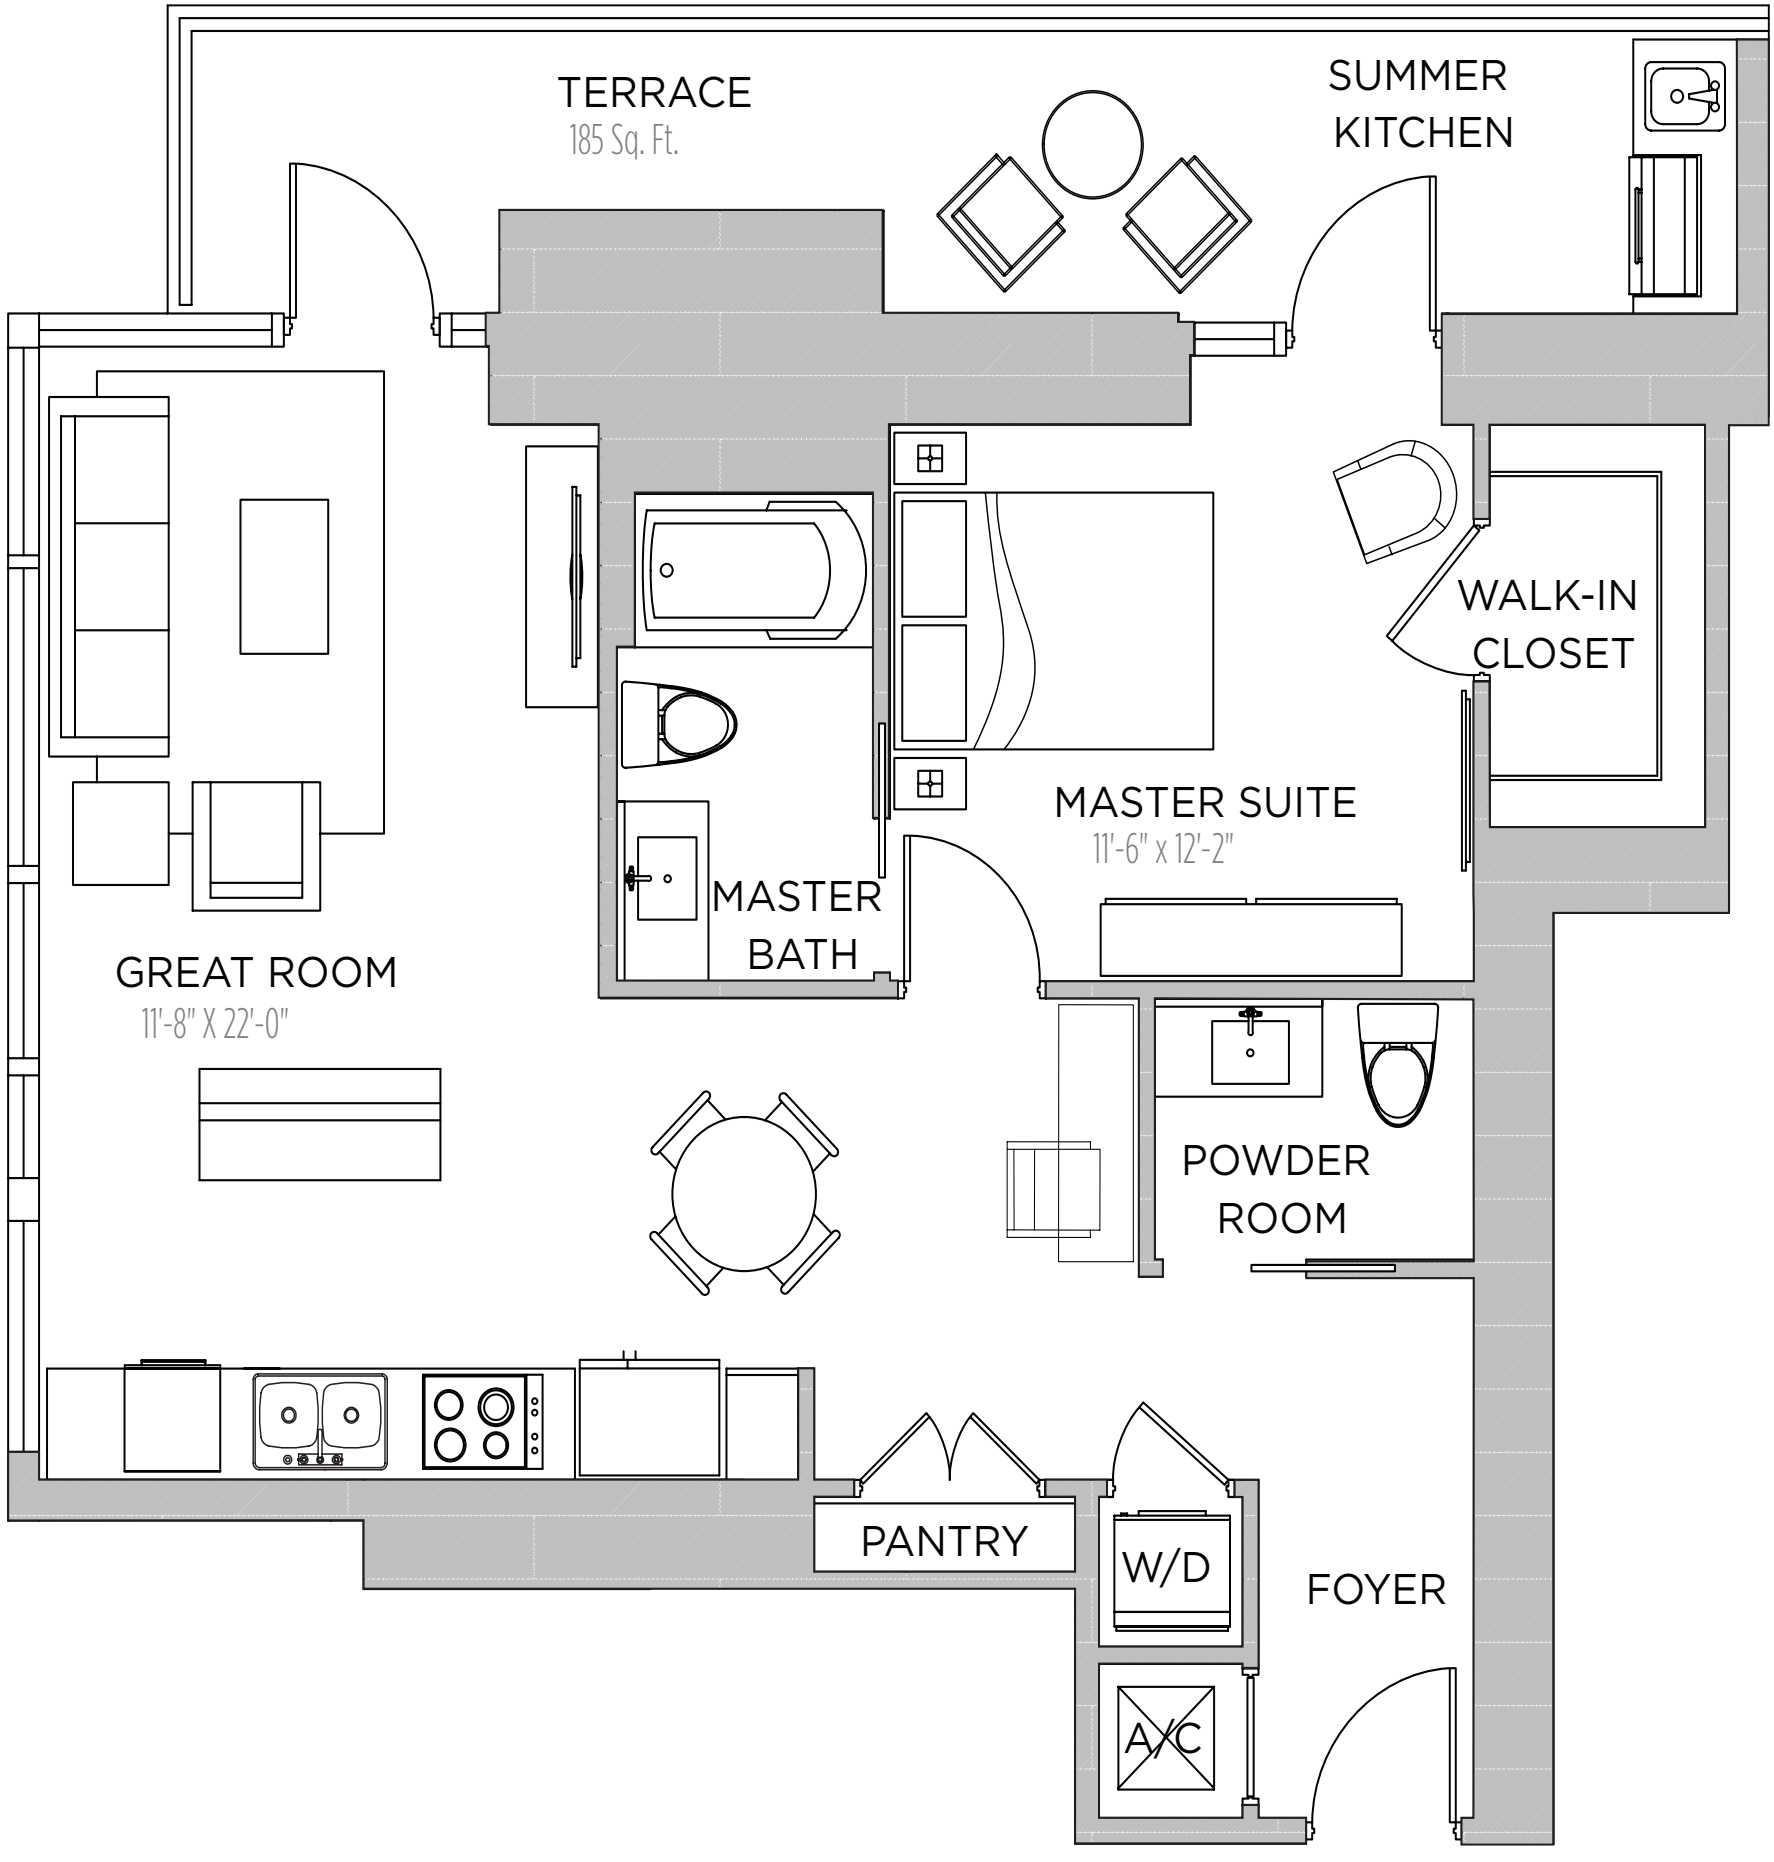 TERRACE
185 Sq. Ft.
SUMMER
KITCHEN
WALK-IN
CLOSET
MASTER SUITE
11'-6" x 12'-2"
MASTER
BATH
GREAT ROOM
11'-8" X 22'-0"
POWDER
ROOM
PANTRY
W/D
FOYER
A/C